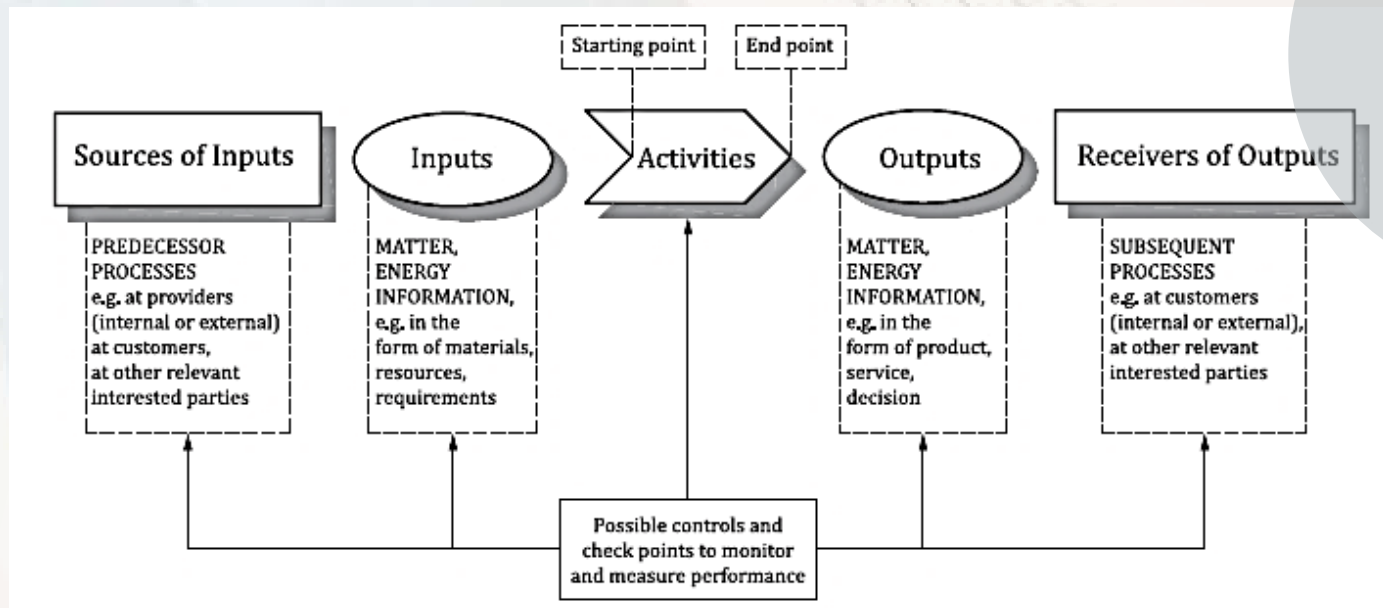 Starting point
End point
Sources of Inputs
Inputs
Activities
Outputs
Receivers of Outputs
PREDECESSOR
PROCESSES
e.g. at providers
(internal or external)
at customers,
at other relevant
interested parties
MATTER,
ENERGY
INFORMATION,
e.g. in the
form of materials,
resources,
requirements
MATTER,
ENERGY
INFORMATION,
e.g. in the
form of product,
service,
decision
SUBSEQUENT
PROCESSES
e.g. at customers
(internal or external),
at other relevant
interested parties
Possible controls and
check points to monitor
and measure performance